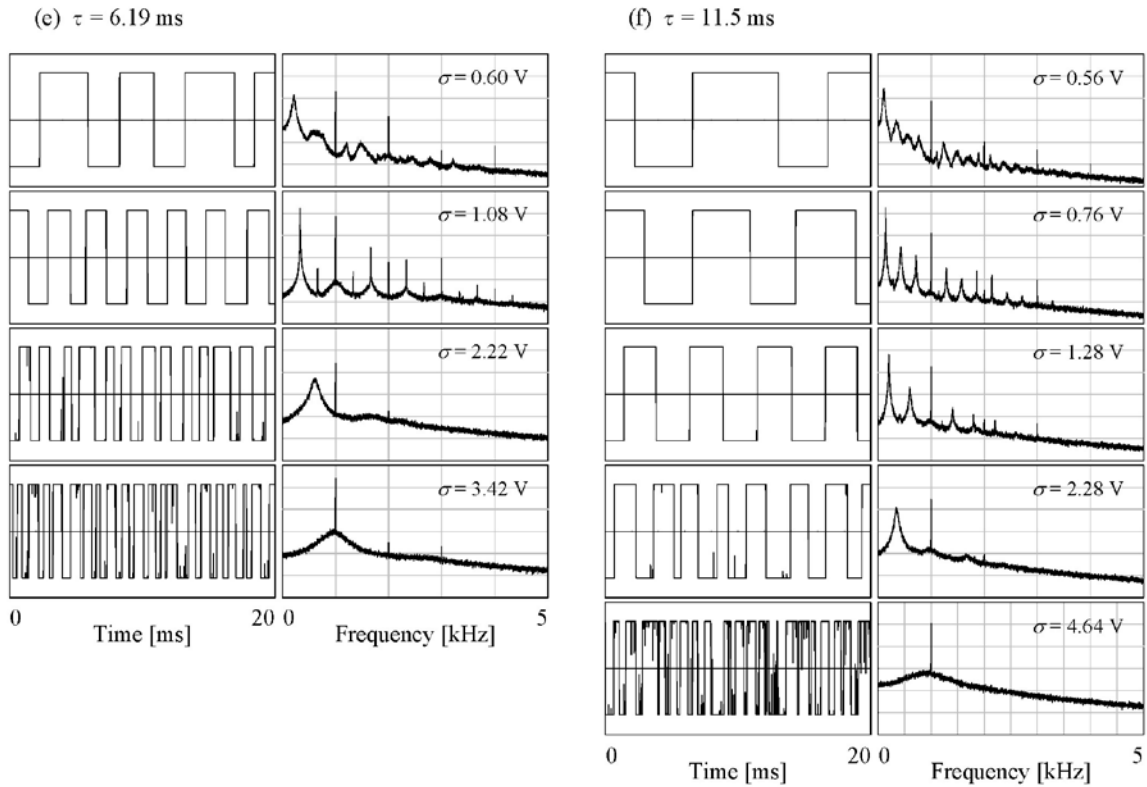 (e) τ = 6.19 ms
σ = 0.60 V
σ = 1.08 V
σ = 2.22 V
σ = 3.42 V
0 20 0 5
Time [ms] Frequency [kHz]
(f) τ = 11.5 ms
σ = 0.56 V
σ = 0.76 V
σ = 1.28 V
σ = 2.28 V
σ = 4.64 V
0 20 0 5
Time [ms] Frequency [kHz]